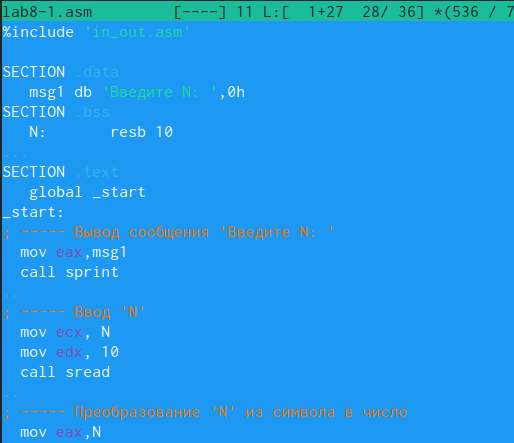 lab8-1.asm [----] 11 L:[ 1+27 28/ 36] *(536 / 7
%include 'in_out.asm'
SECTION .data
msg1 db 'Введите N: ',0h
SECTION .bss
N: resb 10
...
SECTION .text
global _start
_start:
; ----- Вывод сообщения 'Введите N: '
mov eax,msg1
call sprint
..
; ----- Ввод 'N'
mov ecx, N
mov edx, 10
call sread
..
; ----- Преобразование 'N' из символа в число
mov eax,N